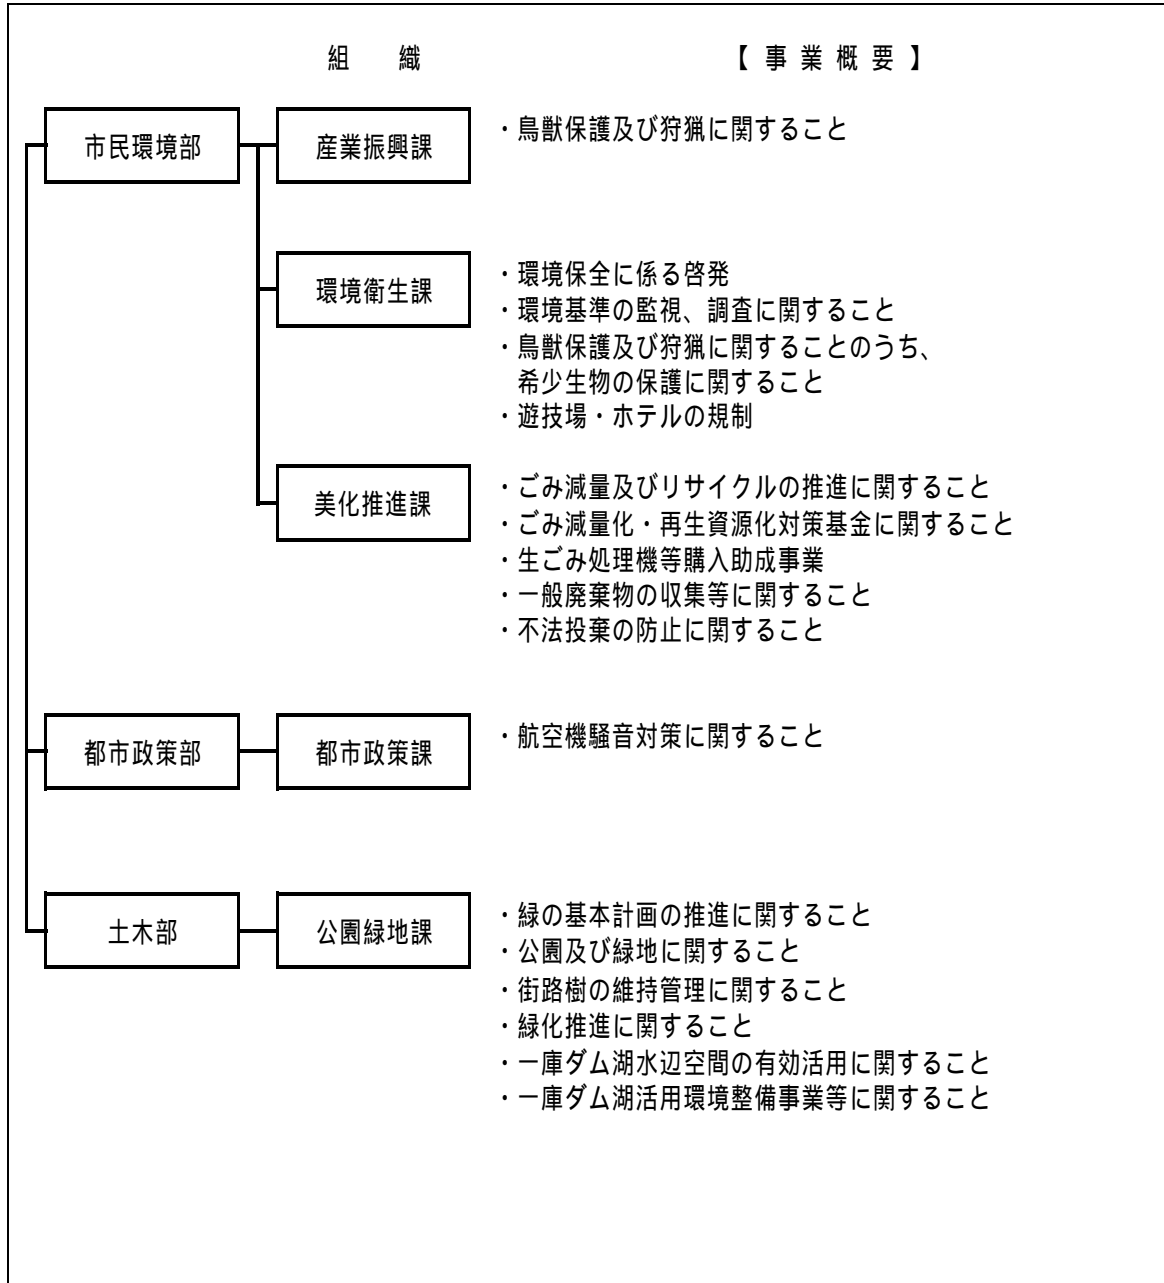 組　織
【 事 業 概 要 】
市民環境部
産業振興課
・鳥獣保護及び狩猟に関すること
環境衛生課
・環境保全に係る啓発
・環境基準の監視、調査に関すること
・鳥獣保護及び狩猟に関することのうち、
希少生物の保護に関すること
・遊技場・ホテルの規制
美化推進課
・ごみ減量及びリサイクルの推進に関すること
・ごみ減量化・再生資源化対策基金に関すること
・生ごみ処理機等購入助成事業
・一般廃棄物の収集等に関すること
・不法投棄の防止に関すること
都市政策部
都市政策課
・航空機騒音対策に関すること
土木部
公園緑地課
・緑の基本計画の推進に関すること
・公園及び緑地に関すること
・街路樹の維持管理に関すること
・緑化推進に関すること
・一庫ダム湖水辺空間の有効活用に関すること
・一庫ダム湖活用環境整備事業等に関すること